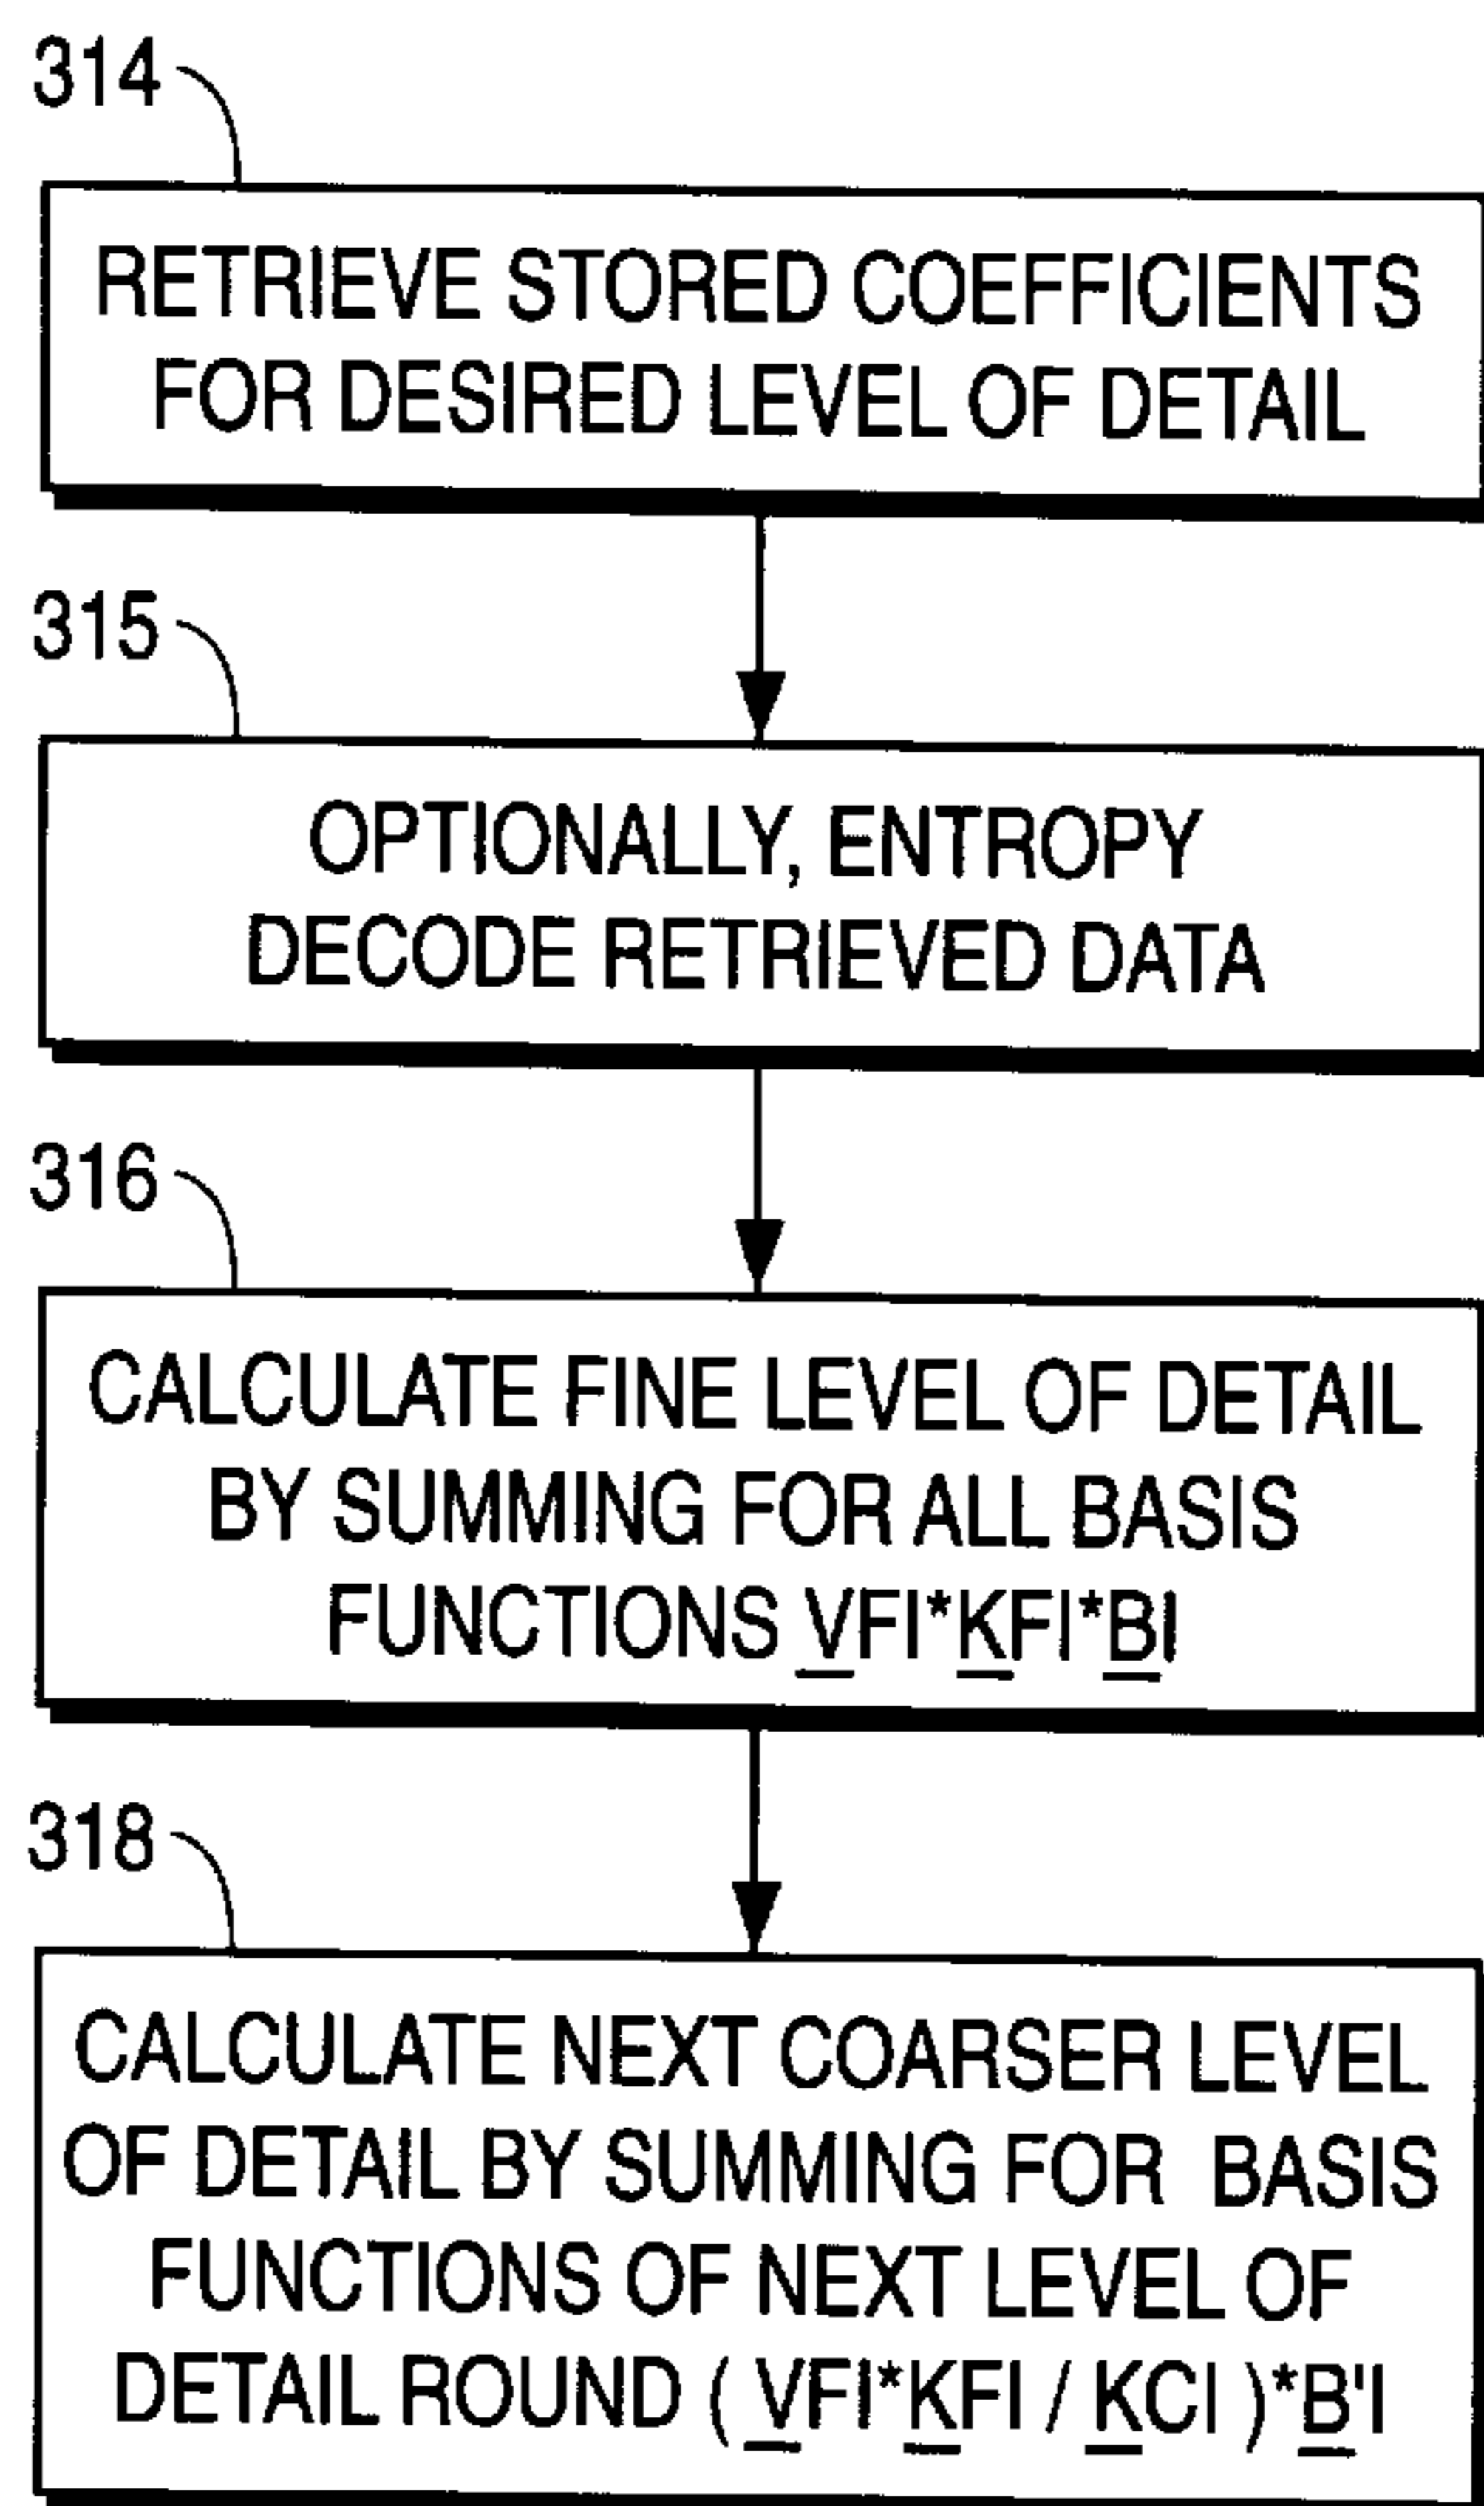 314
RETRIEVE STORED COEFFICIENTS
FOR DESIRED LEVEL OF DETAIL
315
OPTIONALLY, ENTROPY
DECODE RETRIEVED DATA
316
CALCULATE FINE LEVEL OF DETAIL
BY SUMMING FOR ALL BASIS
FUNCTIONS VFI*KFI*BI
318
CALCULATE NEXT COARSER LEVEL
OF DETAIL BY SUMMING FOR BASIS
FUNCTIONS OF NEXT LEVEL OF
DETAIL ROUND ( VFI*KFI / KCI )*B'I